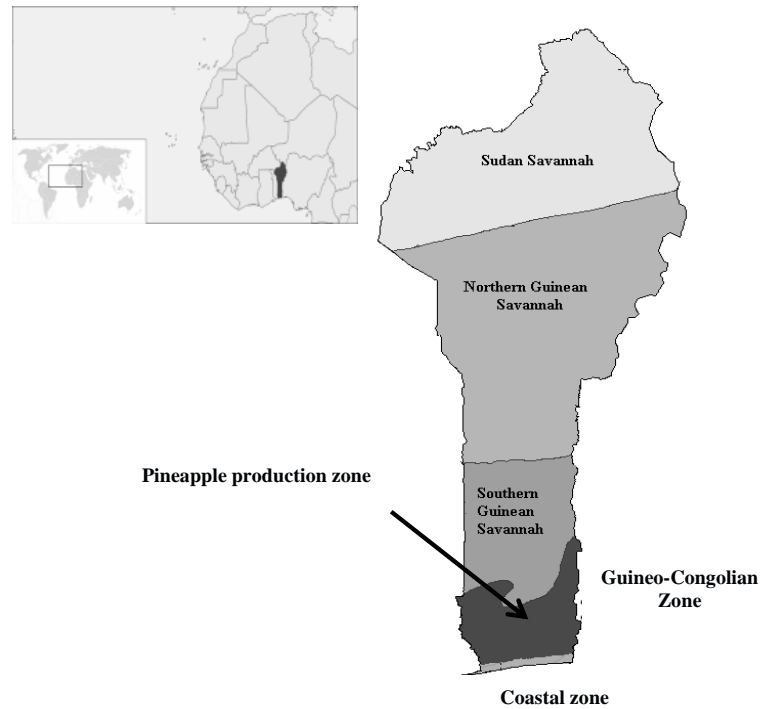 Sudan Savannah
Northern Guinean
Savannah
Pineapple production zone
Southern
Guinean
Savannah
Guineo-Congolian
Zone
Coastal zone